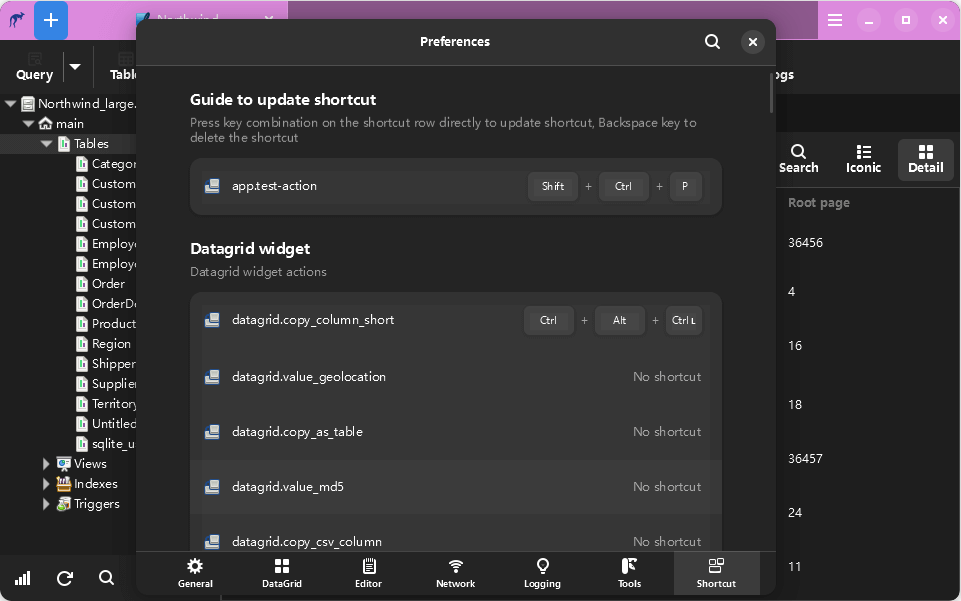 Northwind
Preferences
Query
Table
ogs
Northwind_large.
main
Tables
Categor
Custom
Custom
Custom
Employe
Employe
Order
OrderDe
Product
Region
Shipper
Supplier
Territory
Untitled
sqlite_u
Views
Indexes
Triggers
Guide to update shortcut
Press key combination on the shortcut row directly to update shortcut, Backspace key to
delete the shortcut
app.test-action Shift + Ctrl + P
Datagrid widget
Datagrid widget actions
datagrid.copy_column_short Ctrl + Alt + Ctrl L
datagrid.value_geolocation No shortcut
datagrid.copy_as_table No shortcut
datagrid.value_md5 No shortcut
datagrid.copy_csv_column No shortcut
General DataGrid Editor Network Logging Tools Shortcut
Search Iconic Detail
Root page
36456
4
16
18
36457
24
11